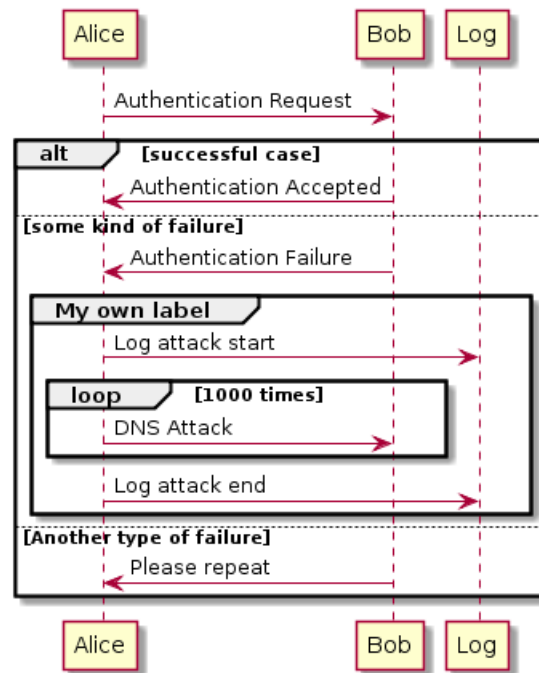 Alice Bob Log
Authentication Request
alt [successful case]
Authentication Accepted
[some kind of failure]
Authentication Failure
My own label
Log attack start
loop [1000 times]
DNS Attack
Log attack end
[Another type of failure]
Please repeat
Alice Bob Log